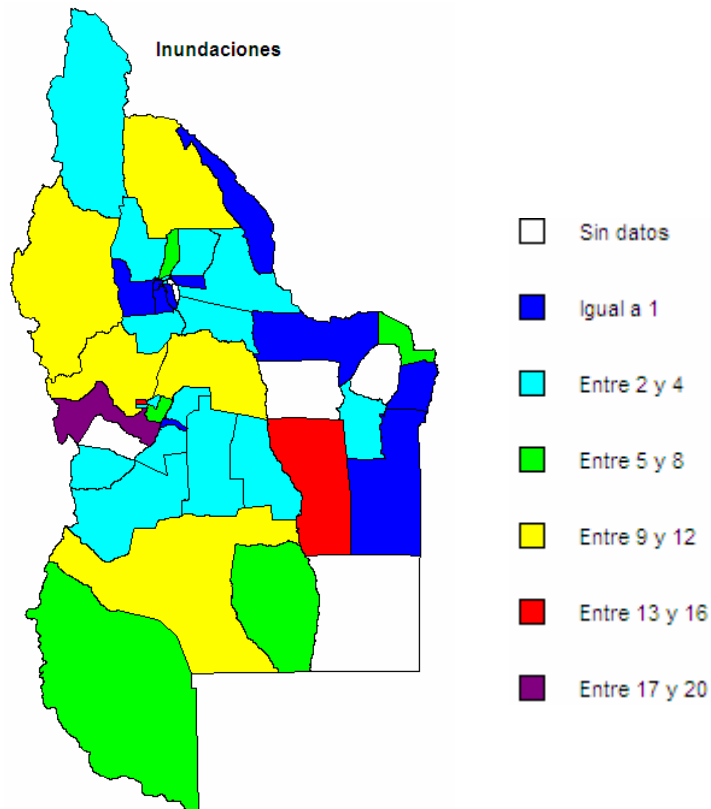 Inundaciones
Sin datos
Igual a 1
Entre 2 y 4
Entre 5 y 8
Entre 9 y 12
Entre 13 y 16
Entre 17 y 20